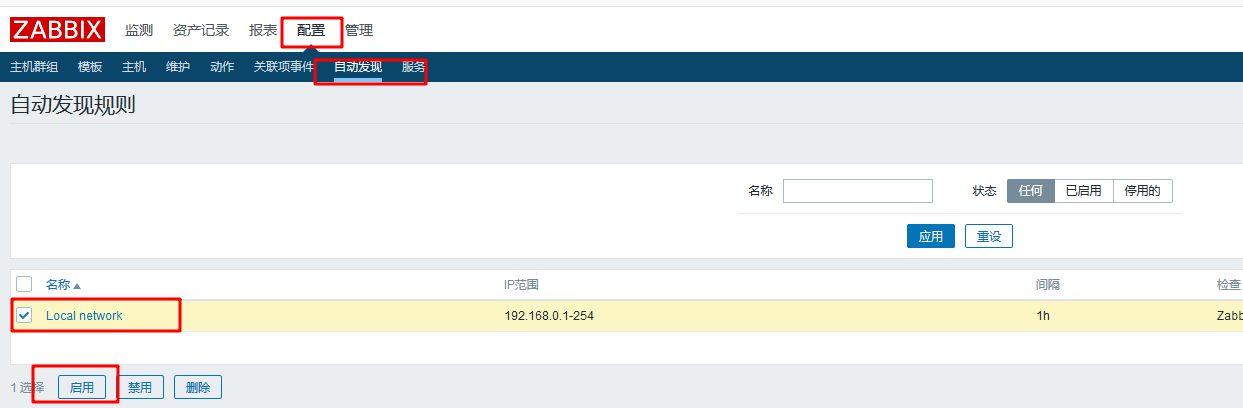 ZABBIX 监测 资产记录 报表 配置 管理
主机群组 模板 主机 维护 动作 关联项事件 自动发现 服务
自动发现规则
名称 状态 任何 已启用 停用的
应用 重设
名称 IP范围 间隔 检查
Local network 192.168.0.1-254 1h Zabb
1 选择 启用 禁用 删除